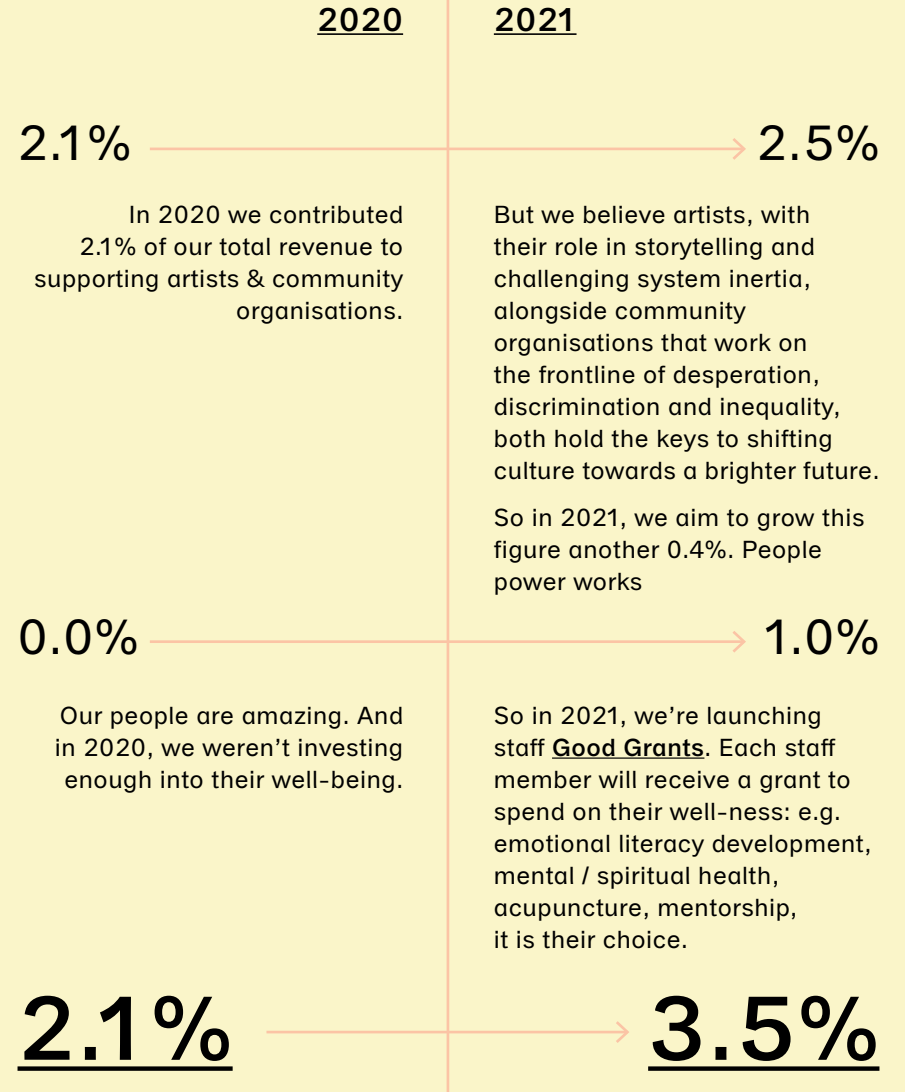 2020
2021
2.1%
2.5%
In 2020 we contributed
2.1% of our total revenue to
supporting artists & community
organisations.
But we believe artists, with
their role in storytelling and
challenging system inertia,
alongside community
organisations that work on
the frontline of desperation,
discrimination and inequality,
both hold the keys to shifting
culture towards a brighter future.
So in 2021, we aim to grow this
figure another 0.4%. People
power works
0.0%
1.0%
Our people are amazing. And
in 2020, we weren't investing
enough into their well-being.
So in 2021, we're launching
staff Good Grants. Each staff
member will receive a grant to
spend on their well-ness: e.g.
emotional literacy development,
mental / spiritual health,
acupuncture, mentorship,
it is their choice.
2.1%
3.5%